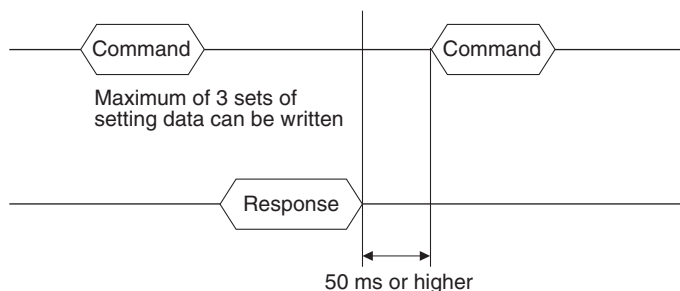 Command
Command
Maximum of 3 sets of
setting data can be written
Response
50 ms or higher